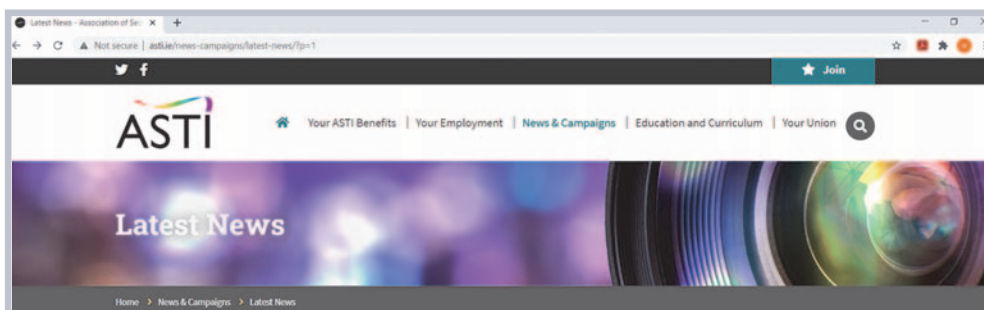 Latest News - Association of Sec
Not secure | asti.ie/news-campaigns/latest-news/?p=1
Join
ASTI
Your ASTI Benefits | Your Employment | News & Campaigns | Education and Curriculum | Your Union
Latest News
Home > News & Campaigns > Latest News